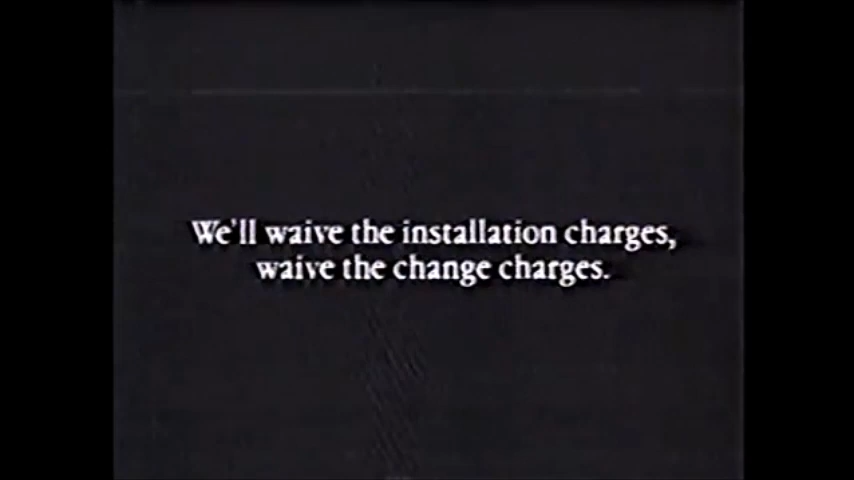 We'll waive the installation charges,
waive the change charges.